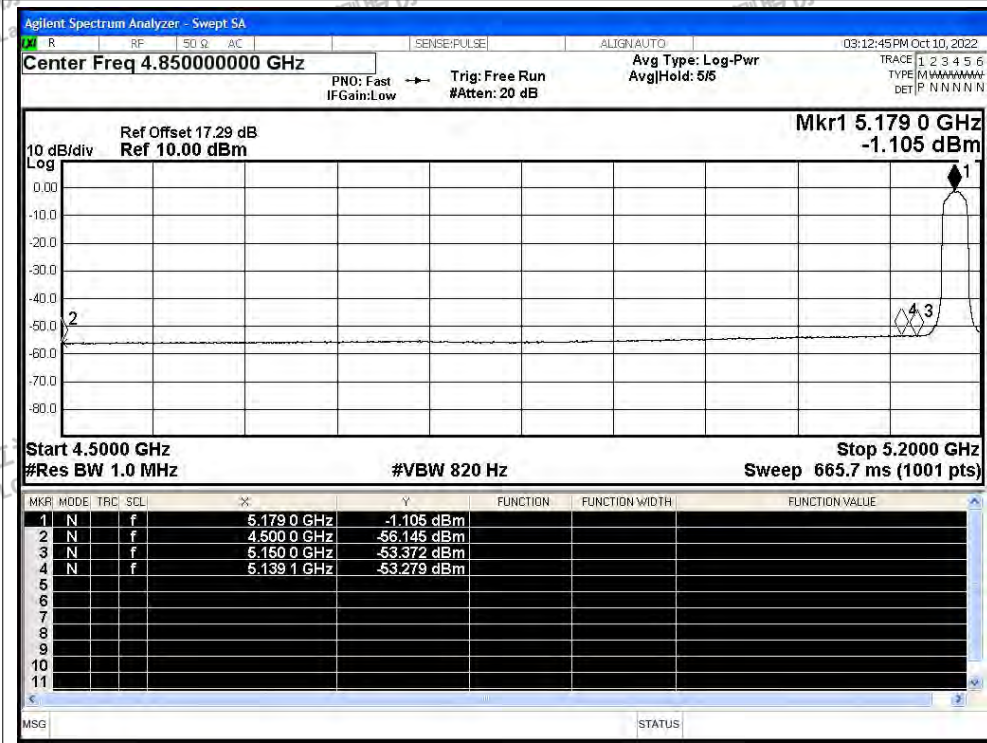 Agilent Spectrum Analyzer - Swept SA
LXI R RF 50 Ω AC SENSE:PULSE ALIGN AUTO 03:12:45 PM Oct 10, 2022
Center Freq 4.850000000 GHz
PNO: Fast Trig: Free Run Avg Type: Log-Pwr TRACE 1 2 3 4 5 6
IFGain:Low #Atten: 20 dB Avg|Hold: 5/5 TYPE M
DET P N N N N N
Mkr1 5.179 0 GHz
-1.105 dBm
Ref Offset 17.29 dB
10 dB/div Ref 10.00 dBm
Log
1
0.00
-10.0
-20.0
-30.0
-40.0
-50.0 2 4 3
-60.0
-70.0
-80.0
Start 4.5000 GHz Stop 5.2000 GHz
#Res BW 1.0 MHz #VBW 820 Hz Sweep 665.7 ms (1001 pts)
MKR MODE TRC SCL X Y FUNCTION FUNCTION WIDTH FUNCTION VALUE
1 N f 5.179 0 GHz -1.105 dBm
2 N f 4.500 0 GHz -56.145 dBm
3 N f 5.150 0 GHz -53.372 dBm
4 N f 5.139 1 GHz -53.279 dBm
5
6
7
8
9
10
11
MSG STATUS